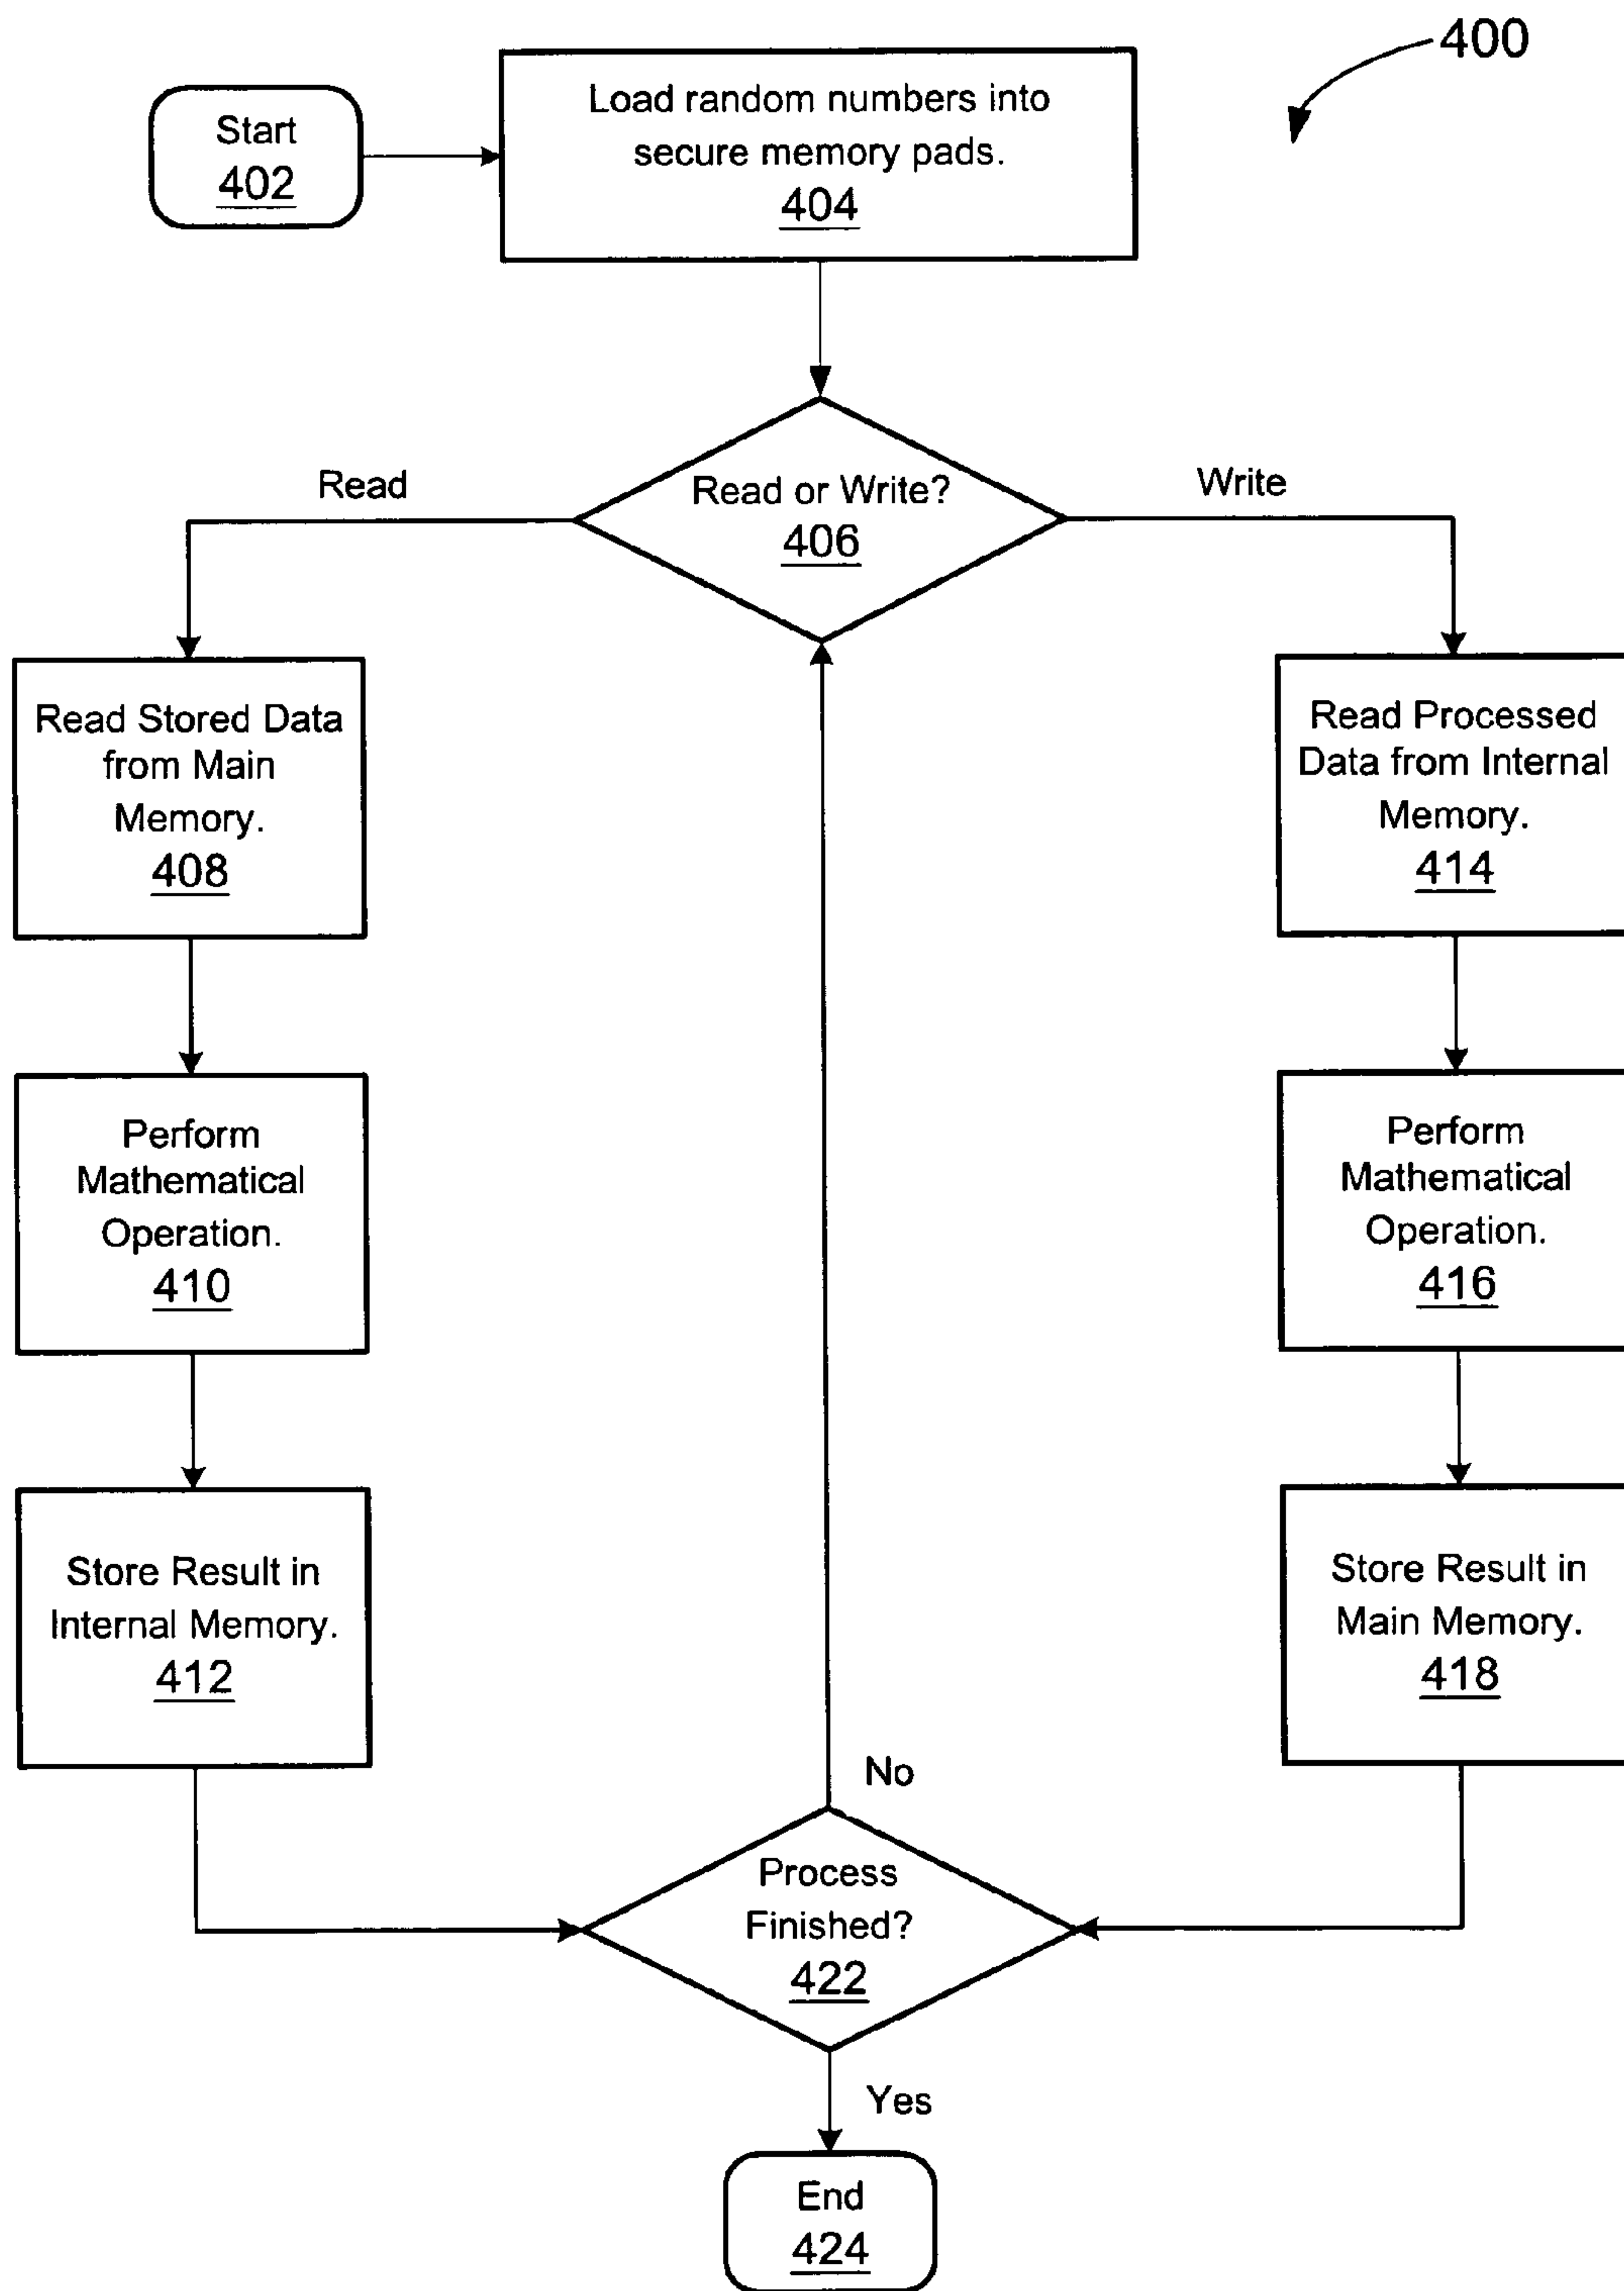 400
Start
402
Load random numbers into
secure memory pads.
404
Read or Write?
406
Read
Write
Read Stored Data
from Main
Memory.
408
Read Processed
Data from Internal
Memory.
414
Perform
Mathematical
Operation.
410
Perform
Mathematical
Operation.
416
Store Result in
Internal Memory.
412
Store Result in
Main Memory.
418
No
Process
Finished?
422
Yes
End
424